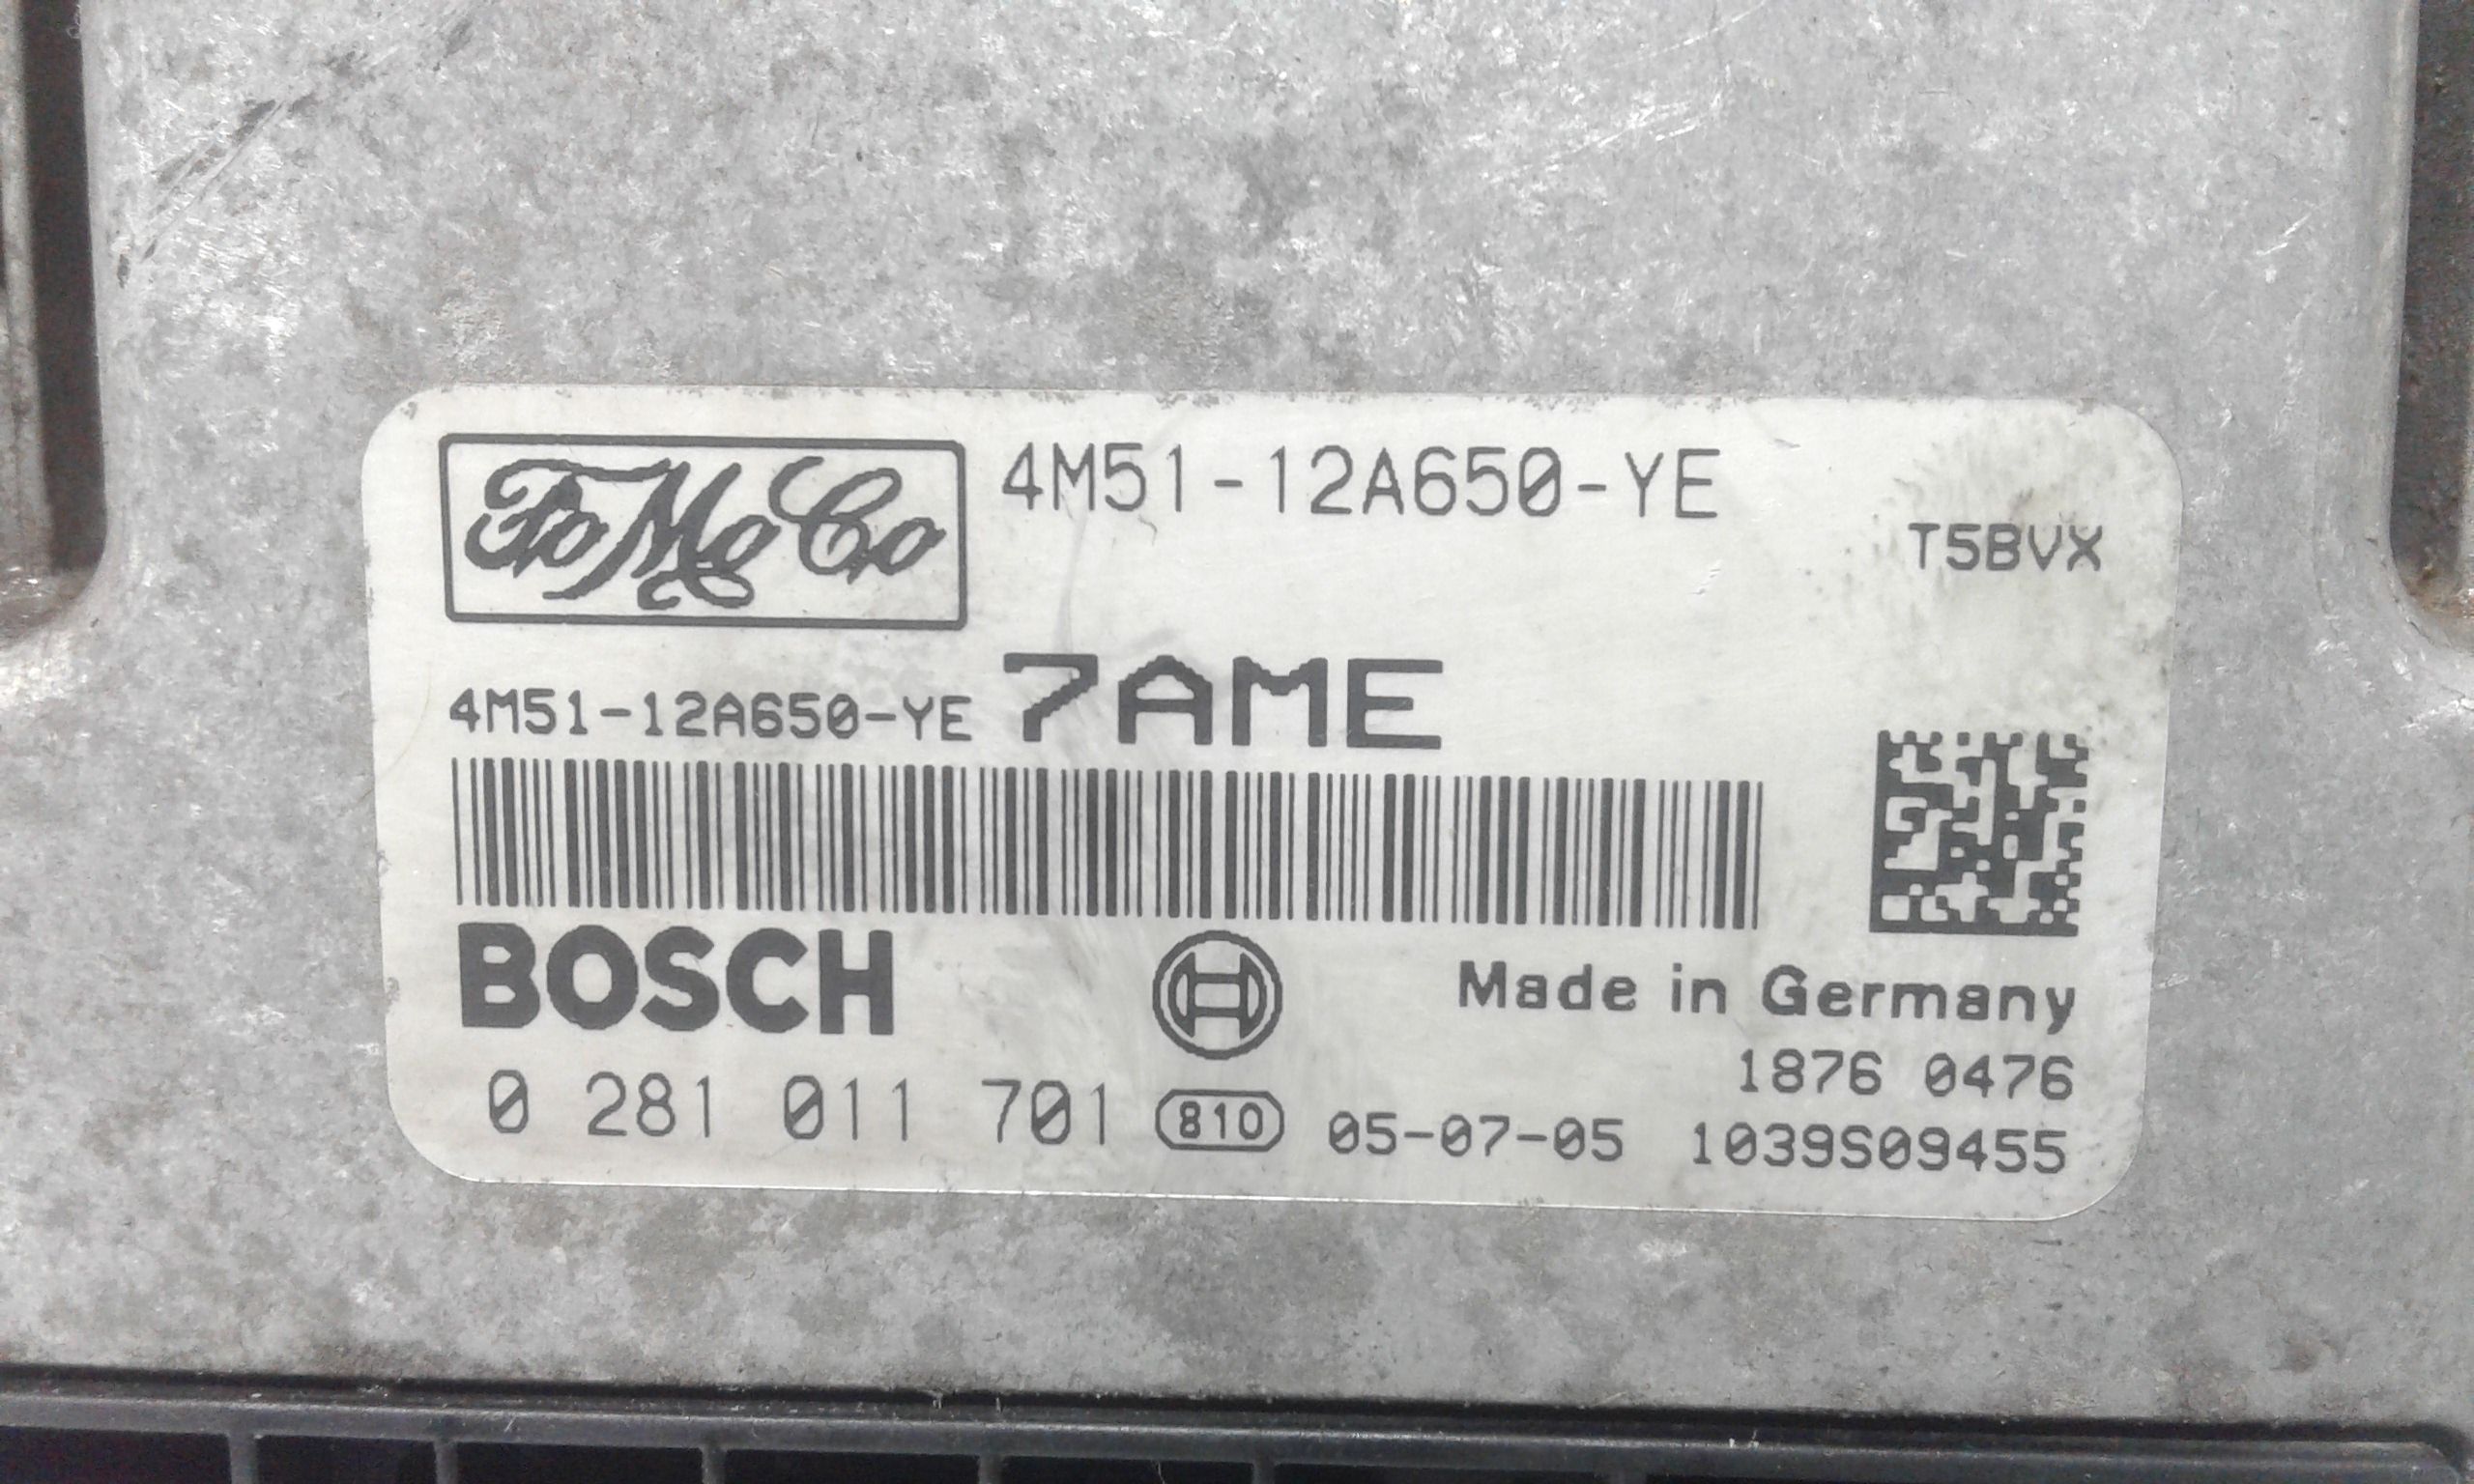 FoMoCo 4M51-12A650-YE
T5BVX
4M51-12A650-YE 7AME
BOSCH
Made in Germany
1876 0476
0 281 011 701 810 05-07-05 1039S09455